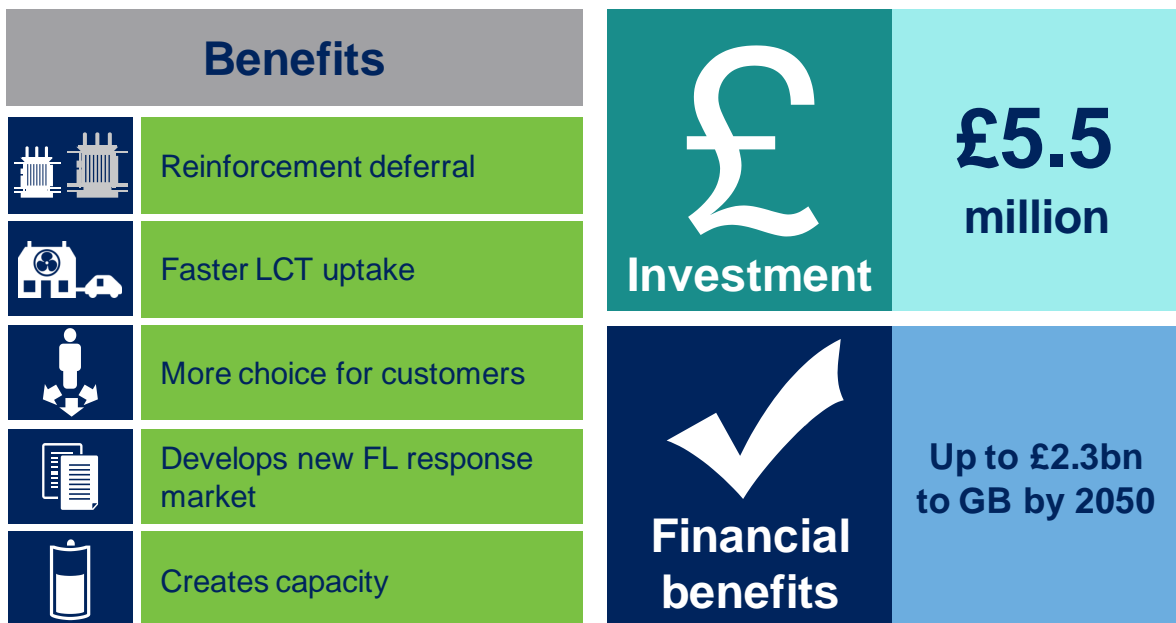 Benefits
Reinforcement deferral
Faster LCT uptake
More choice for customers
Develops new FL response
market
Creates capacity
£
Investment
£5.5
million
Financial
benefits
Up to £2.3bn
to GB by 2050